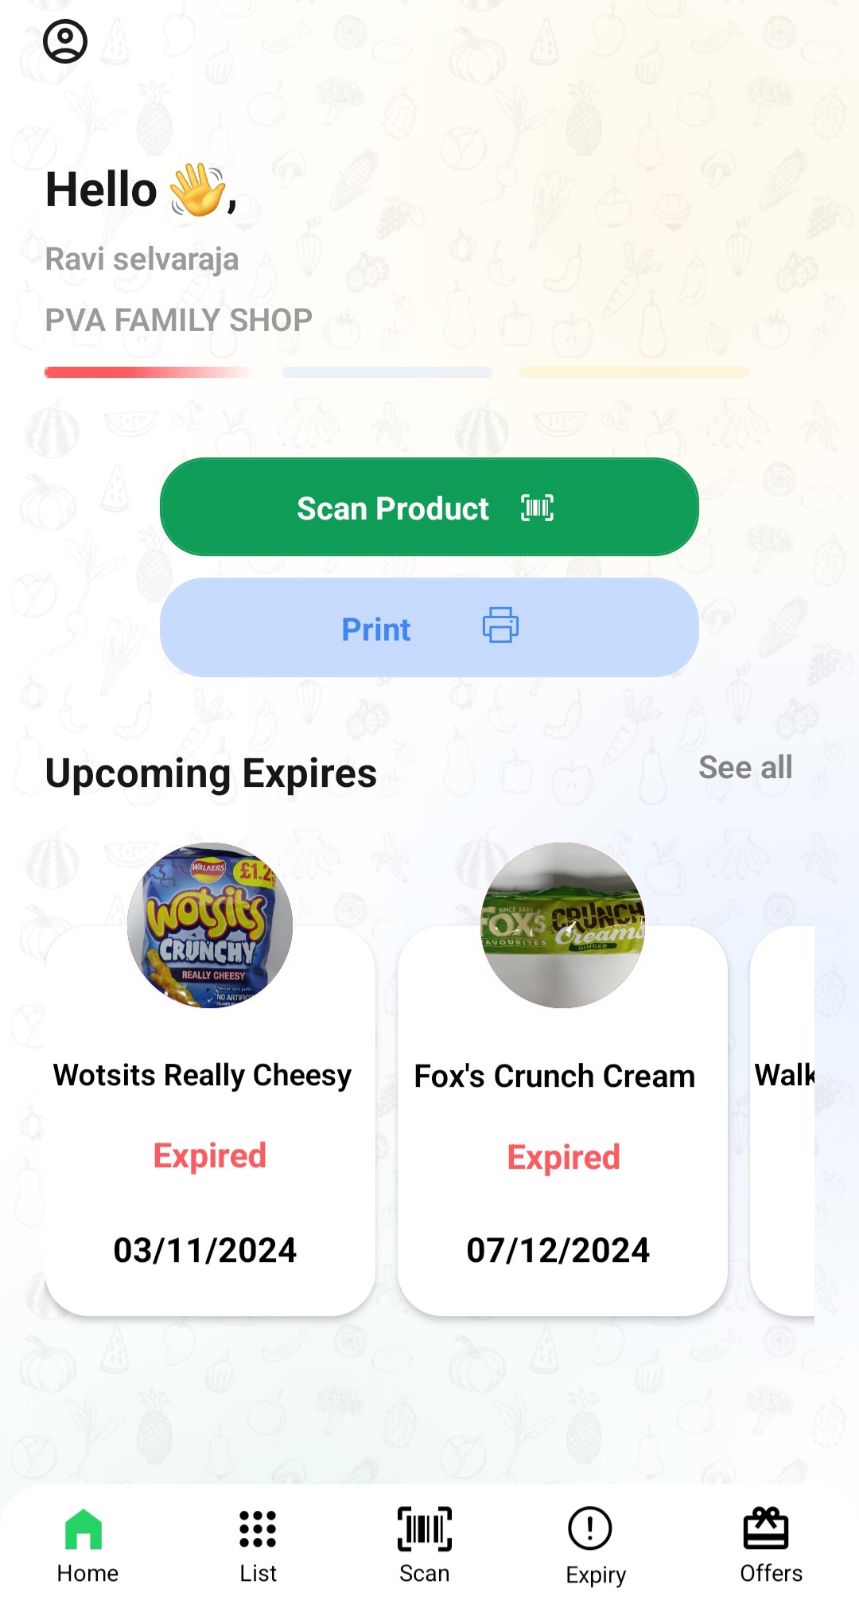 Hello 👋,
Ravi selvaraja
PVA FAMILY SHOP
Scan Product
Print
Upcoming Expires
See all
WALKERS
£1.2
Wotsits
CRUNCHY
REALLY CHEESY
SINCE 1853
FOX'S
FAVOURITES
CRUNCH
Creams
GINGER
Wotsits Really Cheesy
Expired
03/11/2024
Fox's Crunch Cream
Expired
07/12/2024
Walk
Home
List
Scan
Expiry
Offers